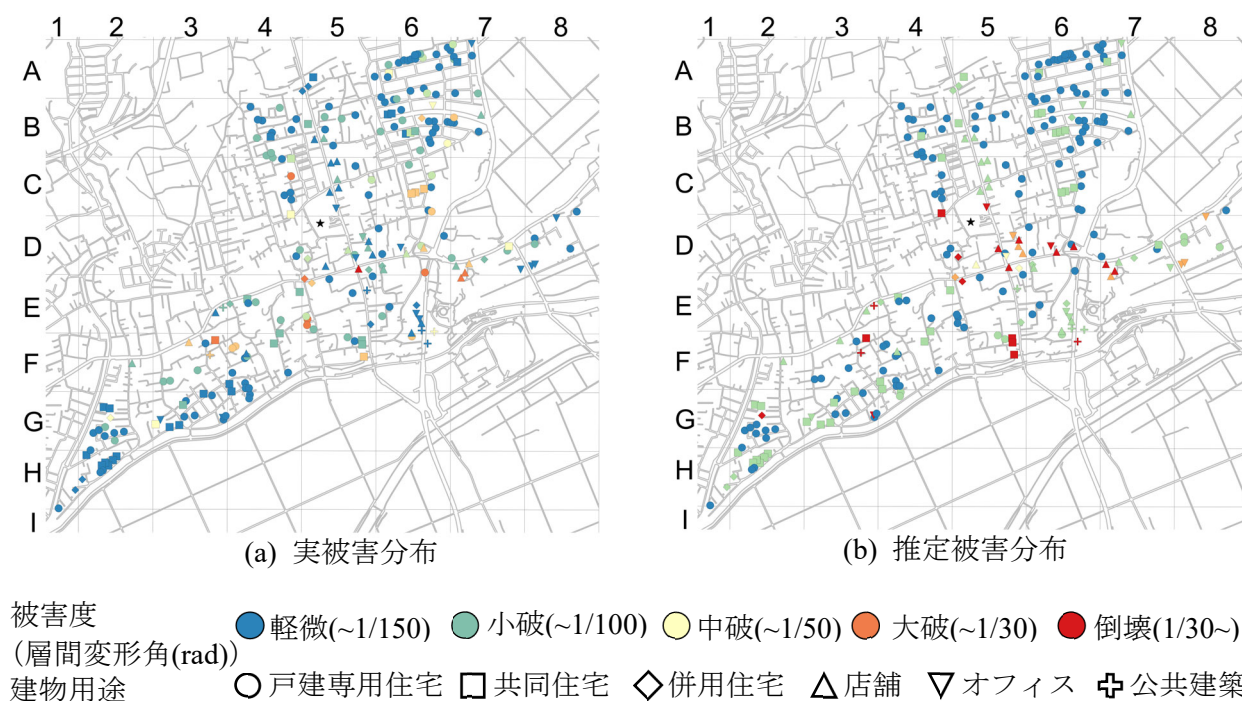 1 2 3 4 5 6 7 8
A
B
C
D
E
F
G
H
I
(a) 実被害分布
1 2 3 4 5 6 7 8
A
B
C
D
E
F
G
H
I
(b) 推定被害分布
被害度
(層間変形角(rad))
軽微(~1/150) 小破(~1/100) 中破(~1/50) 大破(~1/30) 倒壊(1/30~)
建物用途
戸建専用住宅 共同住宅 併用住宅 店舗 オフィス 公共建築